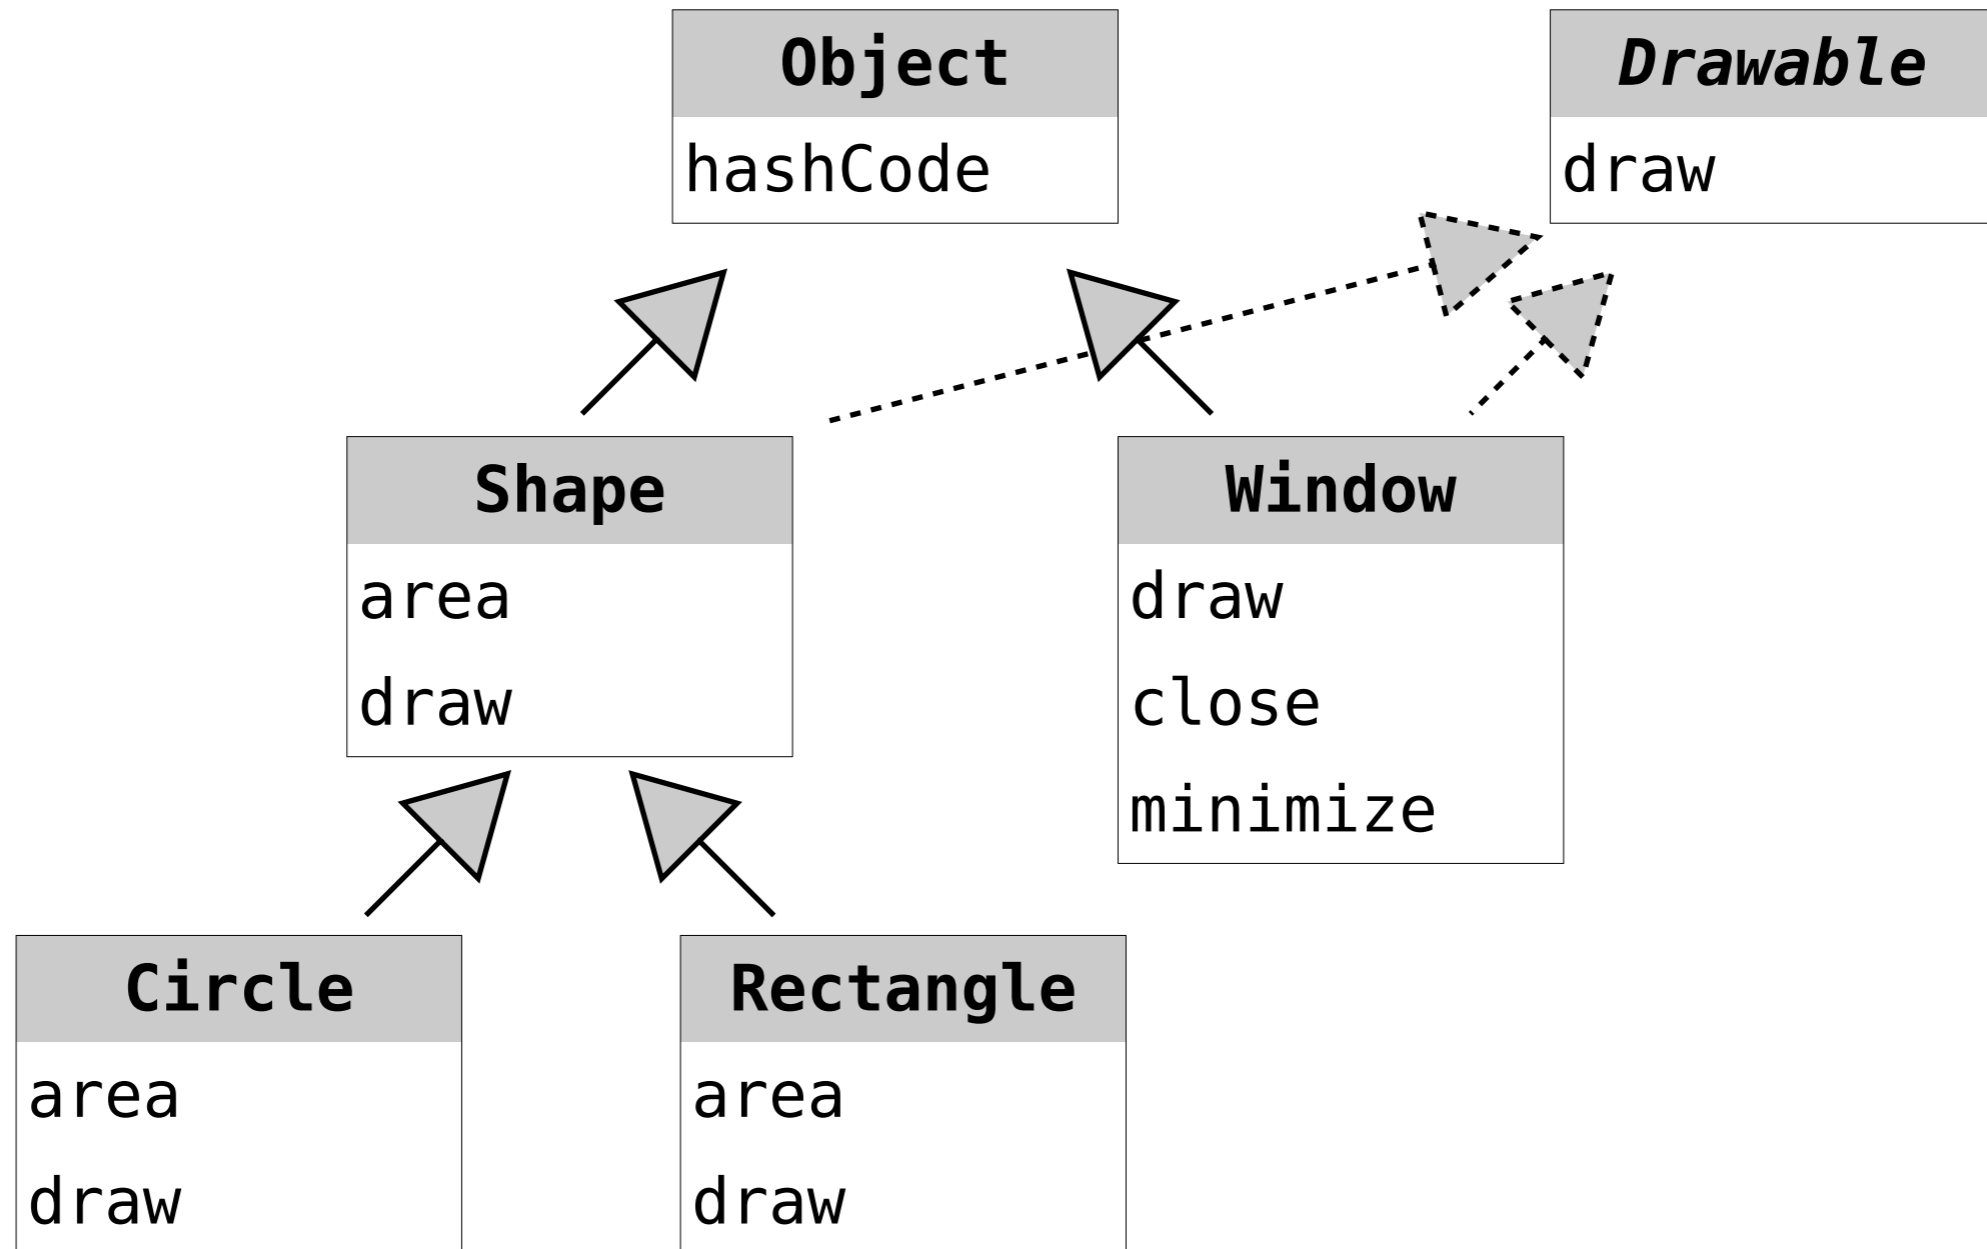 Object
hashCode
Drawable
draw
Shape
area
draw
Window
draw
close
minimize
Circle
area
draw
Rectangle
area
draw